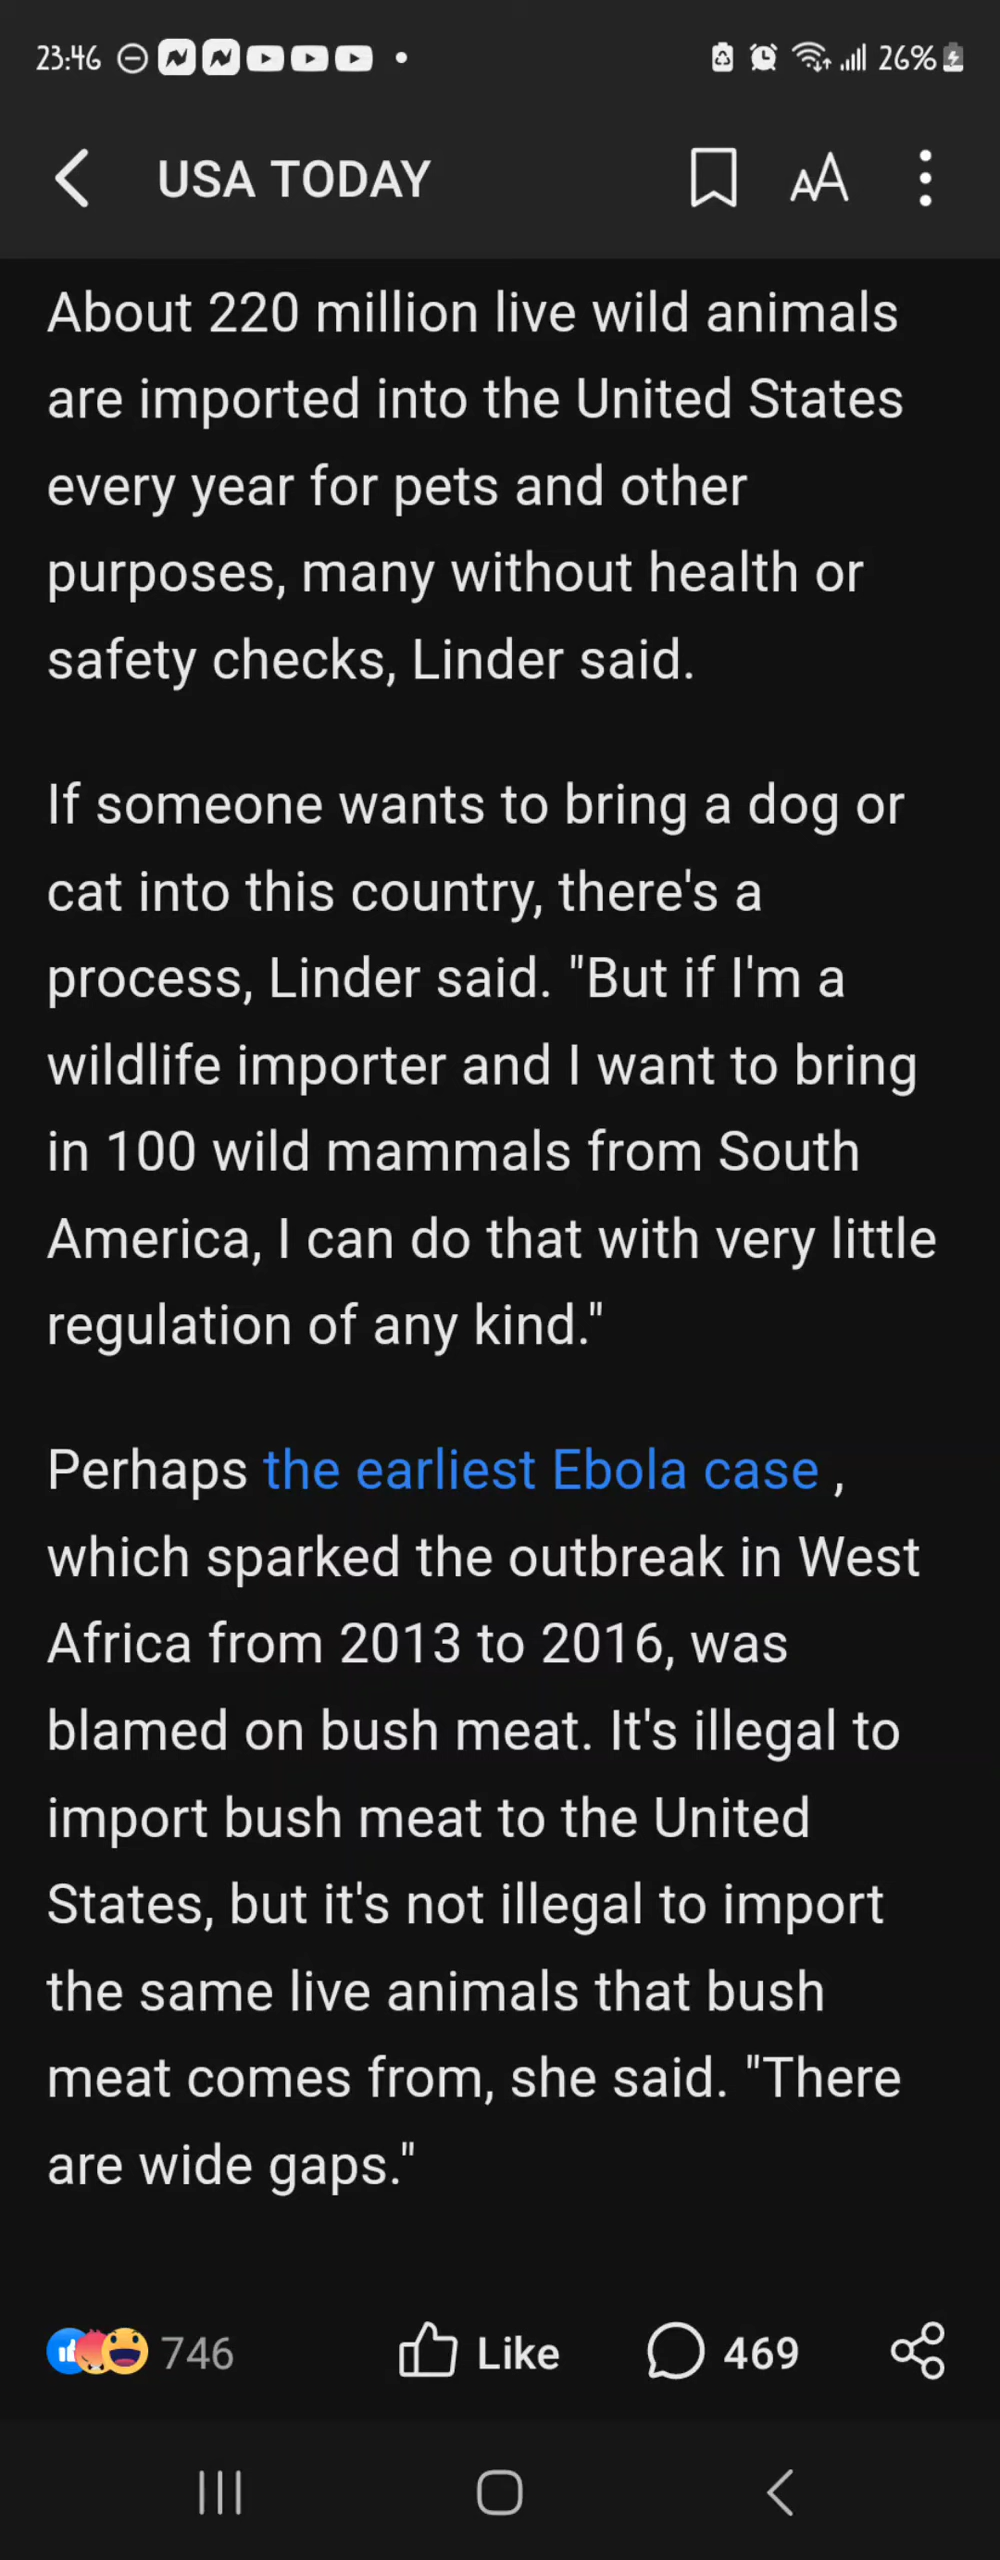 23:46 26%
USA TODAY
About 220 million live wild animals
are imported into the United States
every year for pets and other
purposes, many without health or
safety checks, Linder said.
If someone wants to bring a dog or
cat into this country, there's a
process, Linder said. "But if I'm a
wildlife importer and I want to bring
in 100 wild mammals from South
America, I can do that with very little
regulation of any kind."
Perhaps the earliest Ebola case ,
which sparked the outbreak in West
Africa from 2013 to 2016, was
blamed on bush meat. It's illegal to
import bush meat to the United
States, but it's not illegal to import
the same live animals that bush
meat comes from, she said. "There
are wide gaps."
746 Like 469